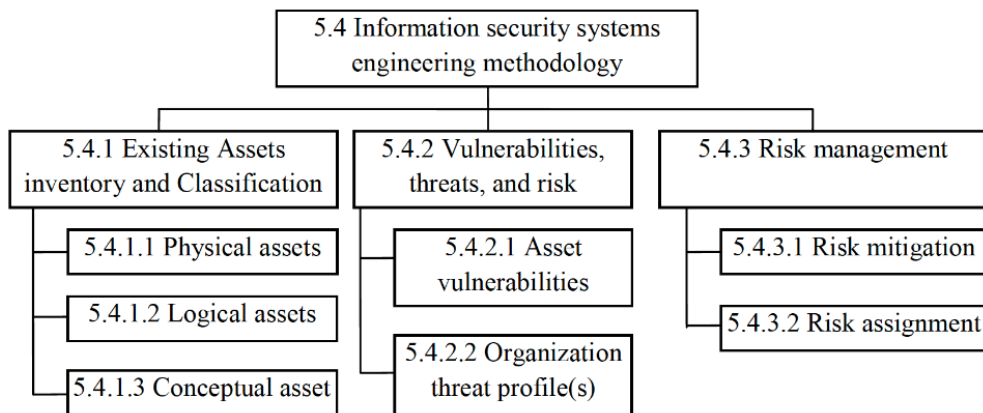 5.4 Information security systems
engineering methodology
5.4.1 Existing Assets
inventory and Classification
5.4.1.1 Physical assets
5.4.1.2 Logical assets
5.4.1.3 Conceptual asset
5.4.2 Vulnerabilities,
threats, and risk
5.4.2.1 Asset
vulnerabilities
5.4.2.2 Organization
threat profile(s)
5.4.3 Risk management
5.4.3.1 Risk mitigation
5.4.3.2 Risk assignment